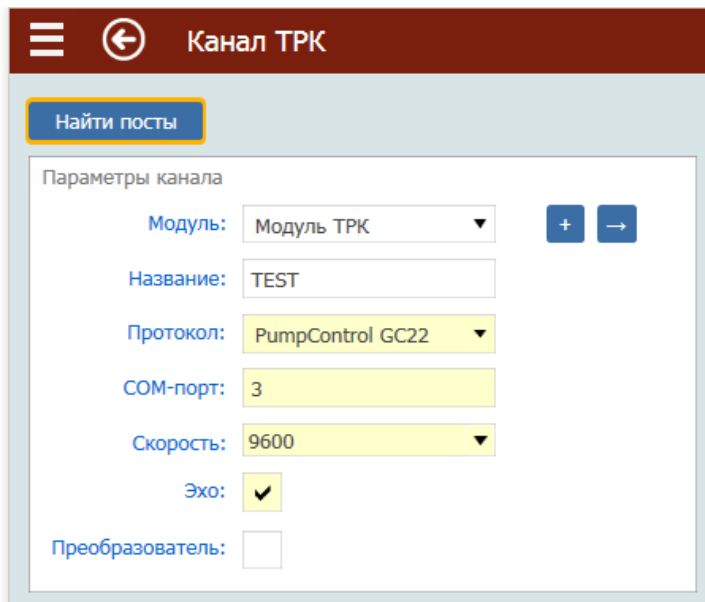 Канал ТРК
Найти посты
Параметры канала
Модуль: Модуль ТРК + →
Название: TEST
Протокол: PumpControl GC22
COM-порт: 3
Скорость: 9600
Эхо:
Преобразователь: